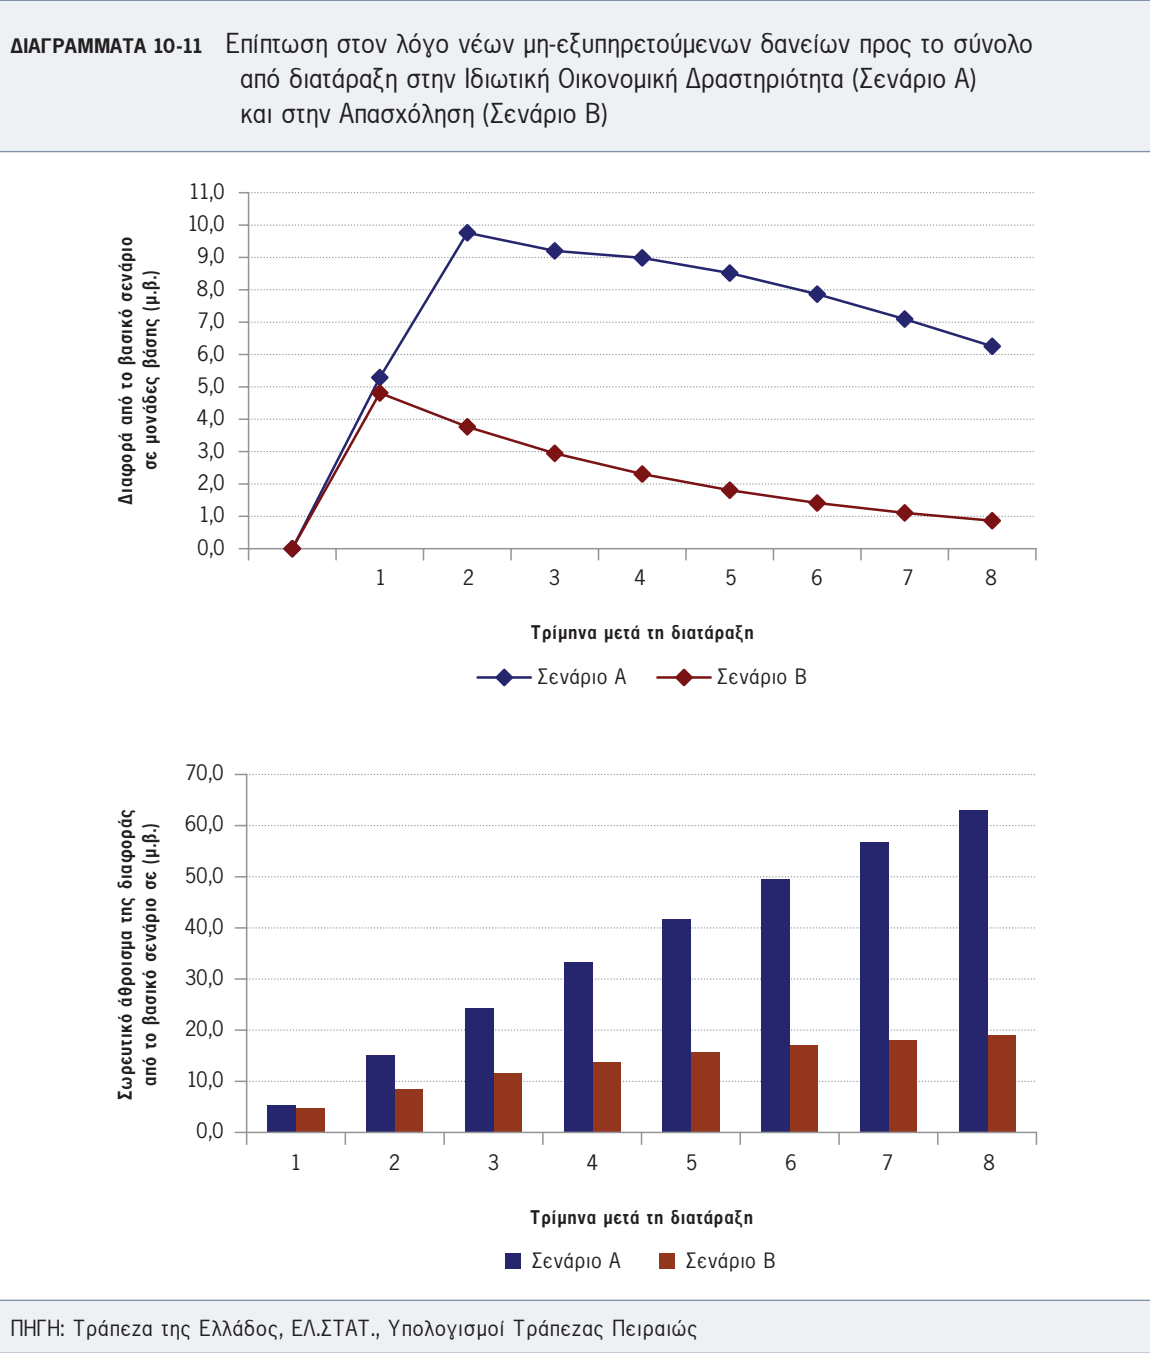 ΔΙΑΓΡΑΜΜΑΤΑ 10-11 Επίπτωση στον λόγο νέων μη-εξυπηρετούμενων δανείων προς το σύνολο
από διατάραξη στην Ιδιωτική Οικονομική Δραστηριότητα (Σενάριο Α)
και στην Απασχόληση (Σενάριο Β)
Διαφορά από το βασικό σενάριο
σε μονάδες βάσης (μ.β.)
11,0
10,0
9,0
8,0
7,0
6,0
5,0
4,0
3,0
2,0
1,0
0,0
1 2 3 4 5 6 7 8
Τρίμηνα μετά τη διατάραξη
Σενάριο Α Σενάριο Β
Σωρευτικό άθροισμα της διαφοράς
από το βασικό σενάριο σε (μ.β.)
70,0
60,0
50,0
40,0
30,0
20,0
10,0
0,0
1 2 3 4 5 6 7 8
Τρίμηνα μετά τη διατάραξη
Σενάριο Α Σενάριο Β
ΠΗΓΗ: Τράπεζα της Ελλάδος, ΕΛ.ΣΤΑΤ., Υπολογισμοί Τράπεζας Πειραιώς